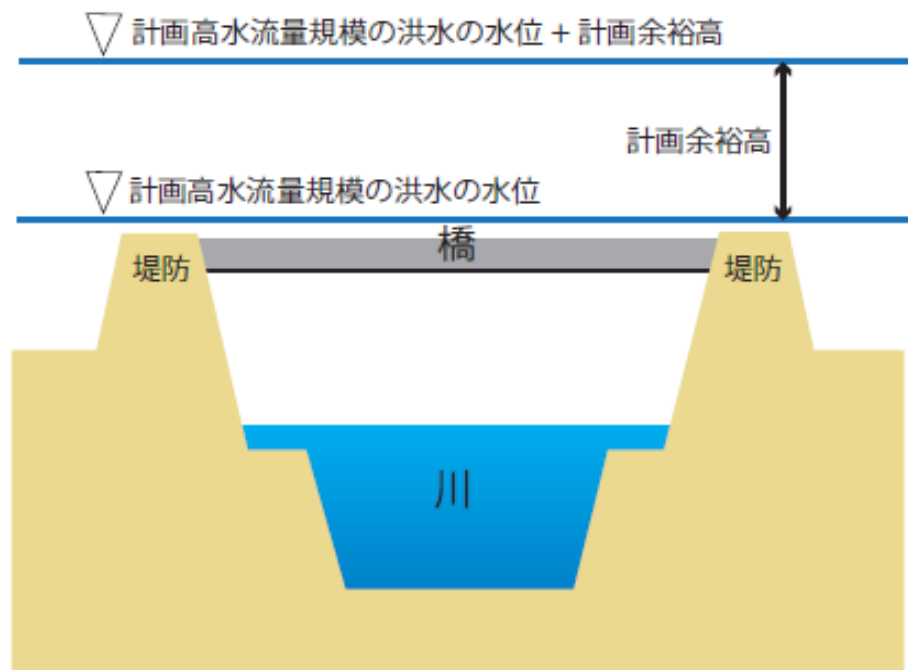 計画高水流量規模の洪水の水位 + 計画余裕高
計画余裕高
計画高水流量規模の洪水の水位
橋
堤防
堤防
川